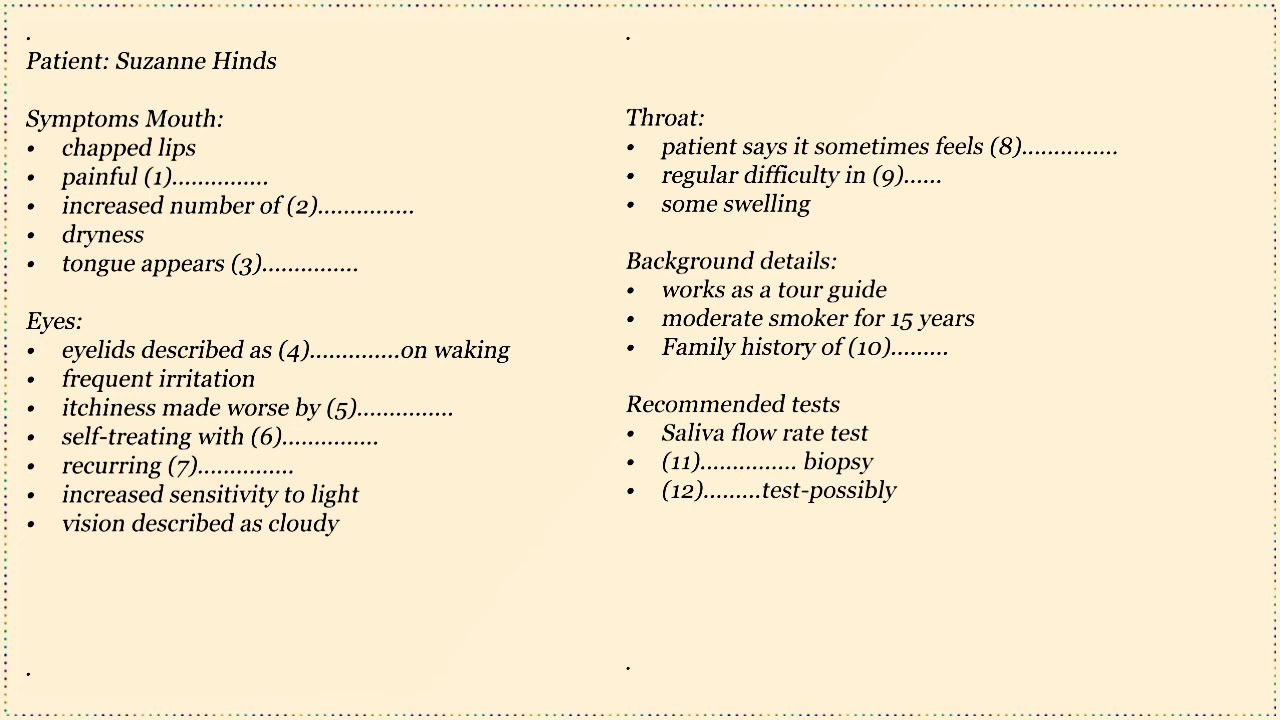 .
Patient: Suzanne Hinds
Symptoms Mouth:
• chapped lips
• painful (1)...............
• increased number of (2)...............
• dryness
• tongue appears (3)...............
Eyes:
• eyelids described as (4)..............on waking
• frequent irritation
• itchiness made worse by (5)...............
• self-treating with (6)...............
• recurring (7)...............
• increased sensitivity to light
• vision described as cloudy
.
.
Throat:
• patient says it sometimes feels (8)...............
• regular difficulty in (9)......
• some swelling
Background details:
• works as a tour guide
• moderate smoker for 15 years
• Family history of (10).........
Recommended tests
• Saliva flow rate test
• (11)............... biopsy
• (12).........test-possibly
.